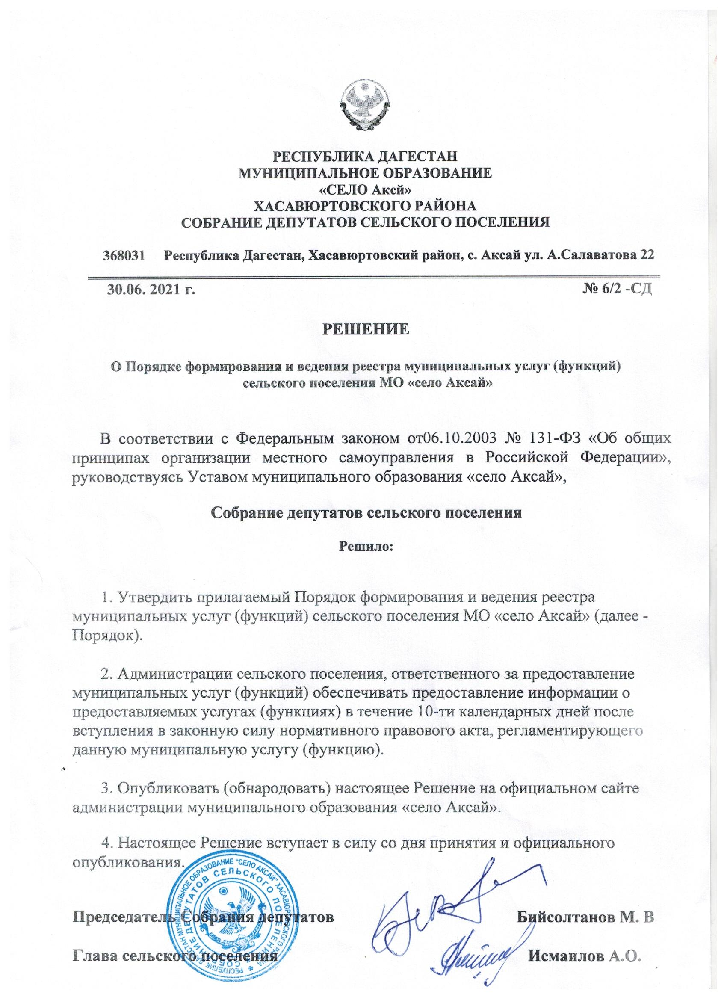 РЕСПУБЛИКА ДАГЕСТАН
МУНИЦИПАЛЬНОЕ ОБРАЗОВАНИЕ
«СЕЛО Аксй»
ХАСАВЮРТОВСКОГО РАЙОНА
СОБРАНИЕ ДЕПУТАТОВ СЕЛЬСКОГО ПОСЕЛЕНИЯ
368031 Республика Дагестан, Хасавюртовский район, с. Аксай ул. А.Салаватова 22
30.06. 2021 г. № 6/2 -СД
РЕШЕНИЕ
О Порядке формирования и ведения реестра муниципальных услуг (функций)
сельского поселения МО «село Аксай»
В соответствии с Федеральным законом от06.10.2003 № 131-ФЗ «Об общих
принципах организации местного самоуправления в Российской Федерации»,
руководствуясь Уставом муниципального образования «село Аксай»,
Собрание депутатов сельского поселения
Решило:
1. Утвердить прилагаемый Порядок формирования и ведения реестра
муниципальных услуг (функций) сельского поселения МО «село Аксай» (далее -
Порядок).
2. Администрации сельского поселения, ответственного за предоставление
муниципальных услуг (функций) обеспечивать предоставление информации о
предоставляемых услугах (функциях) в течение 10-ти календарных дней после
вступления в законную силу нормативного правового акта, регламентирующего
данную муниципальную услугу (функцию).
3. Опубликовать (обнародовать) настоящее Решение на официальном сайте
администрации муниципального образования «село Аксай».
4. Настоящее Решение вступает в силу со дня принятия и официального
опубликования.
Председатель Собрания депутатов Бийсолтанов М. В
Глава сельского поселения Исмаилов А.О.
РЕСПУБЛИК ДАГЕСТАН МУНИЦИПАЛЬНОЕ ОБРАЗОВАНИЕ "СЕЛО АКСАЙ" ХАСАВЮРТОВСКОГО РАЙОНА
СОБРАНИЕ ДЕПУТАТОВ СЕЛЬСКОГО ПОСЕЛЕНИЯ